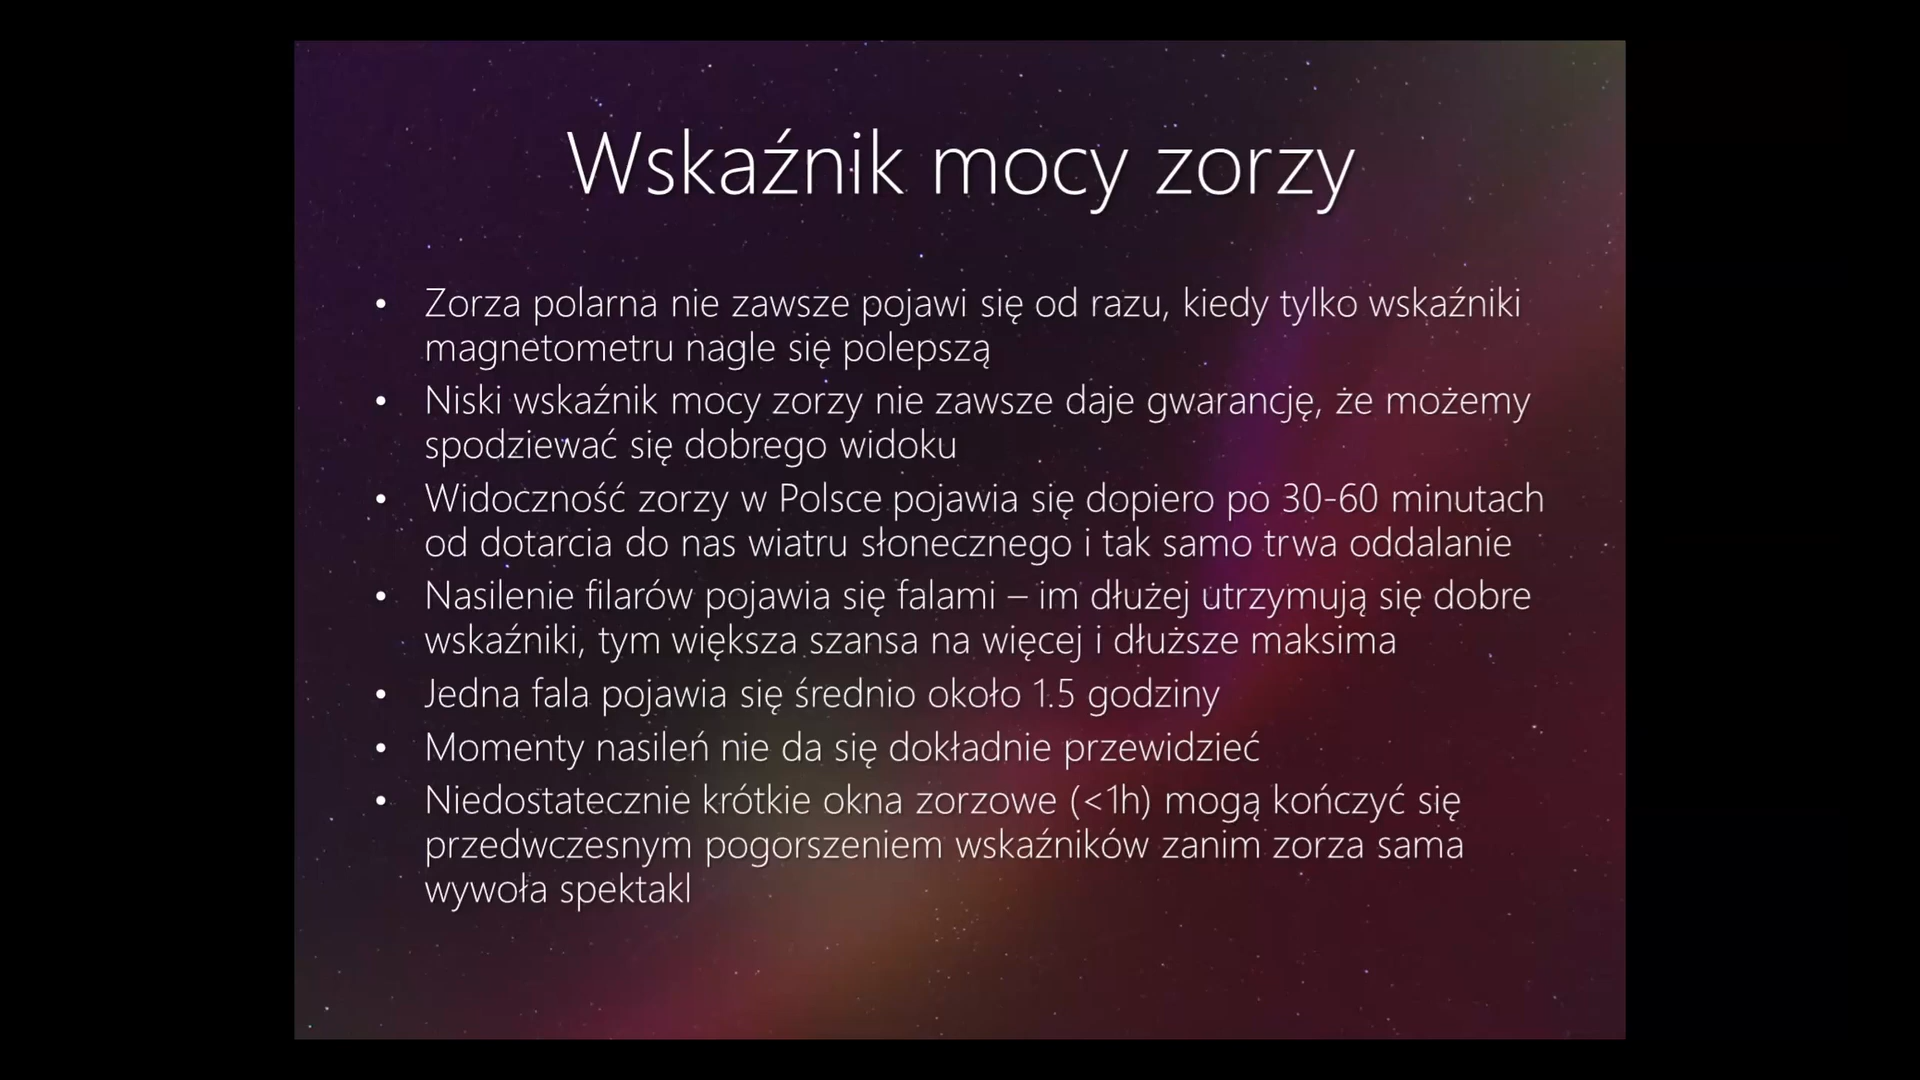 Wskaźnik mocy zorzy
• Zorza polarna nie zawsze pojawi się od razu, kiedy tylko wskaźniki
magnetometru nagle się polepszą
• Niski wskaźnik mocy zorzy nie zawsze daje gwarancję, że możemy
spodziewać się dobrego widoku
• Widoczność zorzy w Polsce pojawia się dopiero po 30-60 minutach
od dotarcia do nas wiatru słonecznego i tak samo trwa oddalanie
• Nasilenie filarów pojawia się falami – im dłużej utrzymują się dobre
wskaźniki, tym większa szansa na więcej i dłuższe maksima
• Jedna fala pojawia się średnio około 1.5 godziny
• Momenty nasileń nie da się dokładnie przewidzieć
• Niedostatecznie krótkie okna zorzowe (<1h) mogą kończyć się
przedwczesnym pogorszeniem wskaźników zanim zorza sama
wywoła spektakl